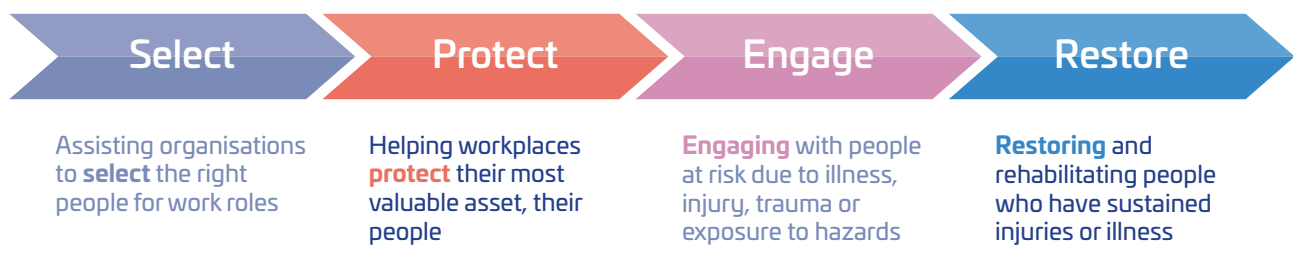 Select
Protect
Engage
Restore
Assisting organisations
to select the right
people for work roles
Helping workplaces
protect their most
valuable asset, their
people
Engaging with people
at risk due to illness,
injury, trauma or
exposure to hazards
Restoring and
rehabilitating people
who have sustained
injuries or illness